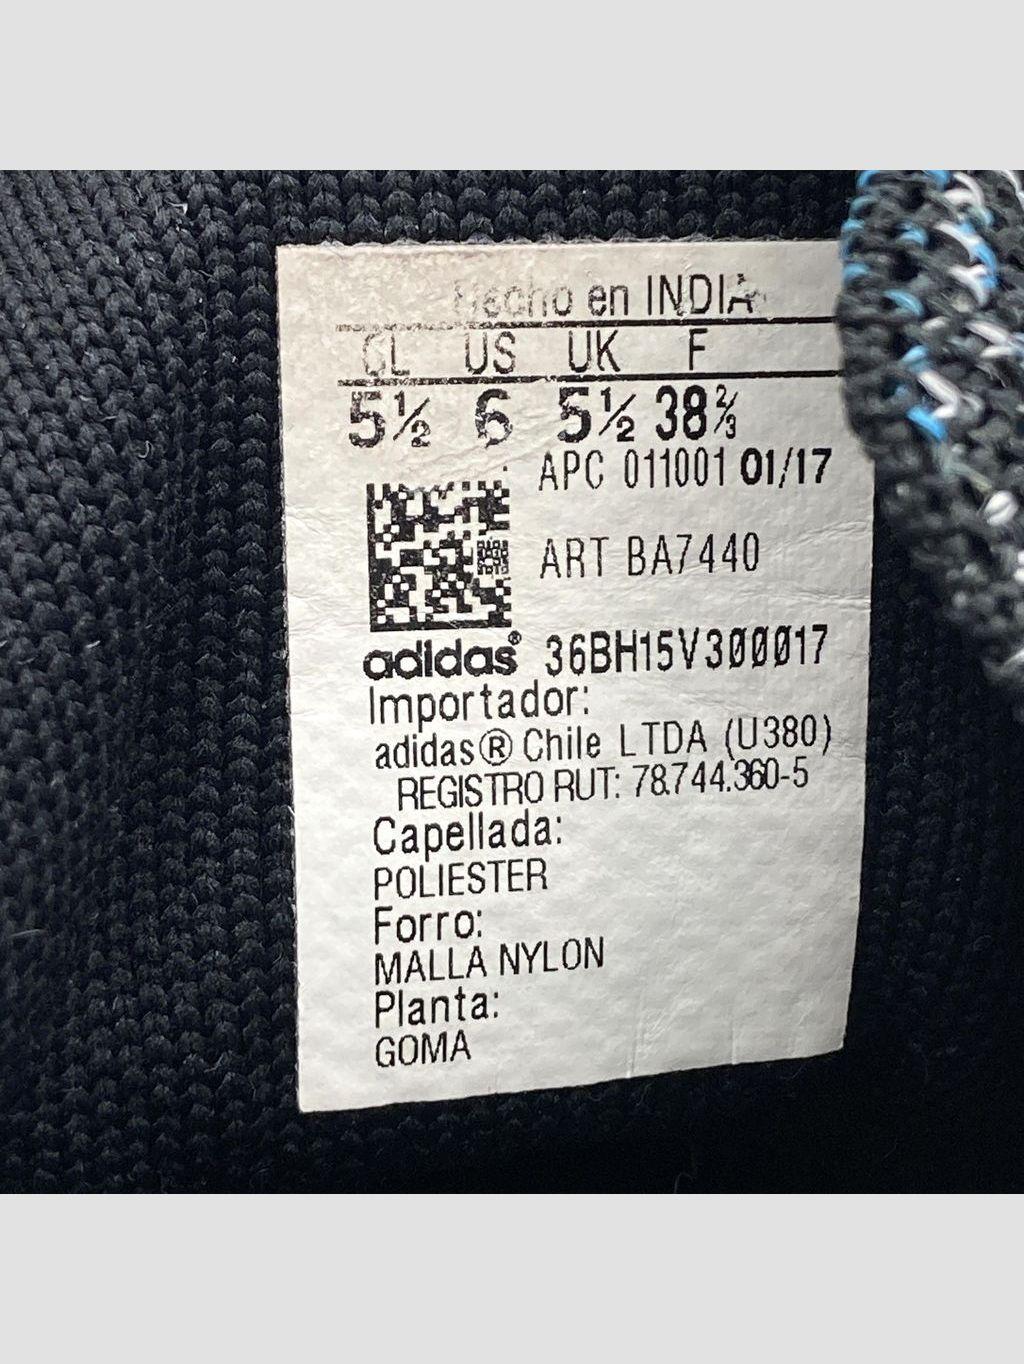 Hecho en INDIA
CL US UK F
5½ 6 5½ 38⅔
APC 011001 01/17
ART BA7440
adidas® 36BH15V300017
Importador:
adidas® Chile LTDA (U380)
REGISTRO RUT: 78.744.360-5
Capellada:
POLIESTER
Forro:
MALLA NYLON
Planta:
GOMA